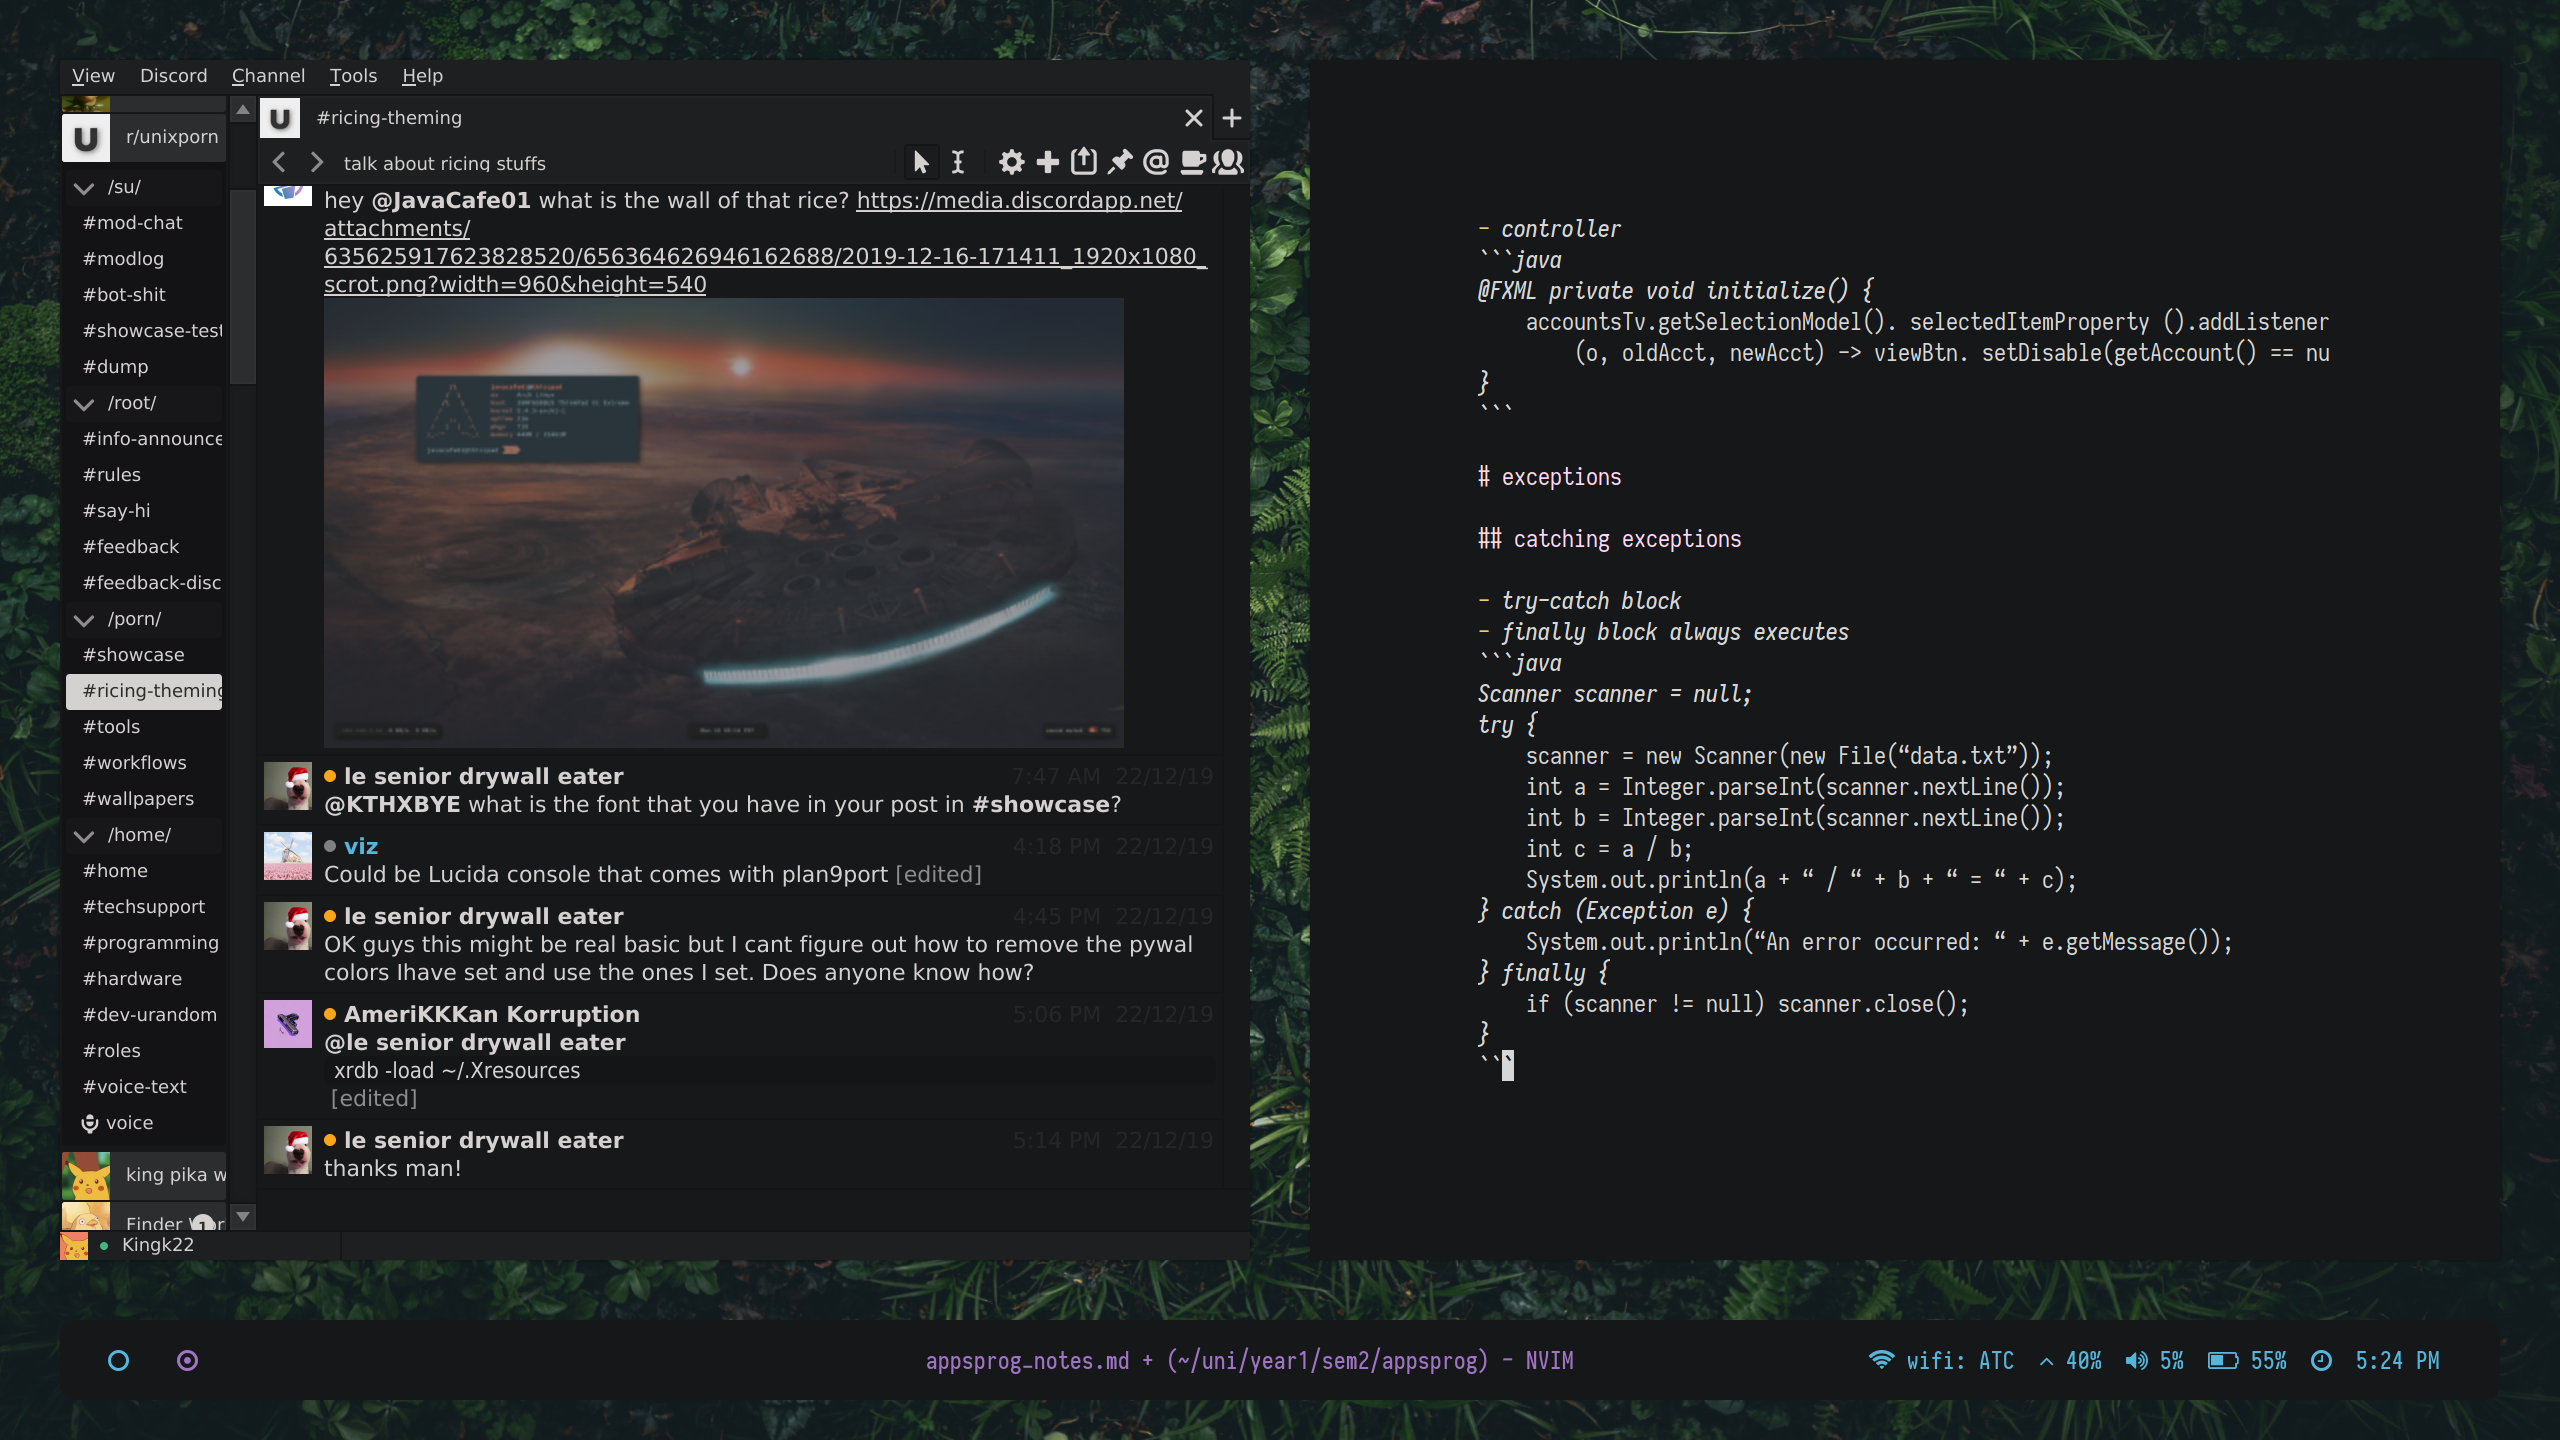 View Discord Channel Tools Help
r/unixporn
/su/
#mod-chat
#modlog
#bot-shit
#showcase-test
#dump
/root/
#info-announce
#rules
#say-hi
#feedback
#feedback-disc
/porn/
#showcase
#ricing-theming
#tools
#workflows
#wallpapers
/home/
#home
#techsupport
#programming
#hardware
#dev-urandom
#roles
#voice-text
voice
king pika w
Finder
1
Kingk22
#ricing-theming
talk about ricing stuffs
hey @JavaCafe01 what is the wall of that rice? https://media.discordapp.net/
attachments/
635625917623828520/656364626946162688/2019-12-16-171411_1920x1080_
scrot.png?width=960&height=540
le senior drywall eater 7:47 AM 22/12/19
@KTHXBYE what is the font that you have in your post in #showcase?
viz 4:18 PM 22/12/19
Could be Lucida console that comes with plan9port [edited]
le senior drywall eater 4:45 PM 22/12/19
OK guys this might be real basic but I cant figure out how to remove the pywal
colors Ihave set and use the ones I set. Does anyone know how?
AmeriKKKan Korruption 5:06 PM 22/12/19
@le senior drywall eater
xrdb -load ~/.Xresources
[edited]
le senior drywall eater 5:14 PM 22/12/19
thanks man!
- controller
```java
@FXML private void initialize() {
accountsTv.getSelectionModel(). selectedItemProperty ().addListener
(o, oldAcct, newAcct) -> viewBtn. setDisable(getAccount() == nu
}
```
# exceptions
## catching exceptions
- try-catch block
- finally block always executes
```java
Scanner scanner = null;
try {
scanner = new Scanner(new File(“data.txt”));
int a = Integer.parseInt(scanner.nextLine());
int b = Integer.parseInt(scanner.nextLine());
int c = a / b;
System.out.println(a + “ / “ + b + “ = “ + c);
} catch (Exception e) {
System.out.println(“An error occurred: “ + e.getMessage());
} finally {
if (scanner != null) scanner.close();
}
```
appsprog_notes.md + (~/uni/year1/sem2/appsprog) - NVIM
wifi: ATC 40% 5% 55% 5:24 PM